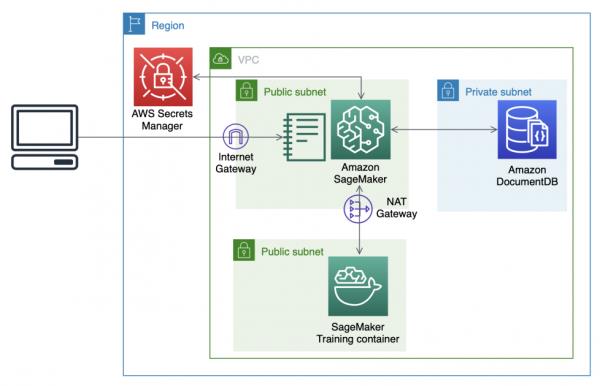 Region
VPC
AWS Secrets
Manager
Public subnet
Private subnet
Internet
Gateway
Amazon
SageMaker
Amazon
DocumentDB
NAT
Gateway
Public subnet
SageMaker
Training container